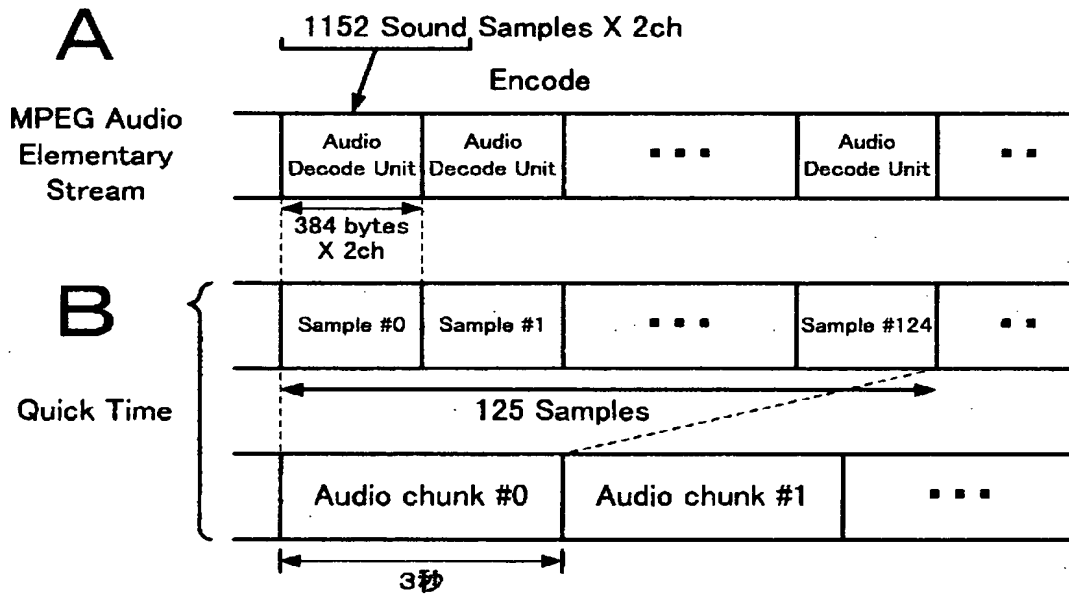 A
1152 Sound Samples X 2ch
Encode
MPEG Audio
Elementary
Stream
Audio
Decode Unit
Audio
Decode Unit
▪ ▪ ▪
Audio
Decode Unit
▪ ▪
384 bytes
X 2ch
B
Sample #0
Sample #1
▪ ▪ ▪
Sample #124
▪ ▪
125 Samples
Quick Time
Audio chunk #0
Audio chunk #1
▪ ▪ ▪
3秒